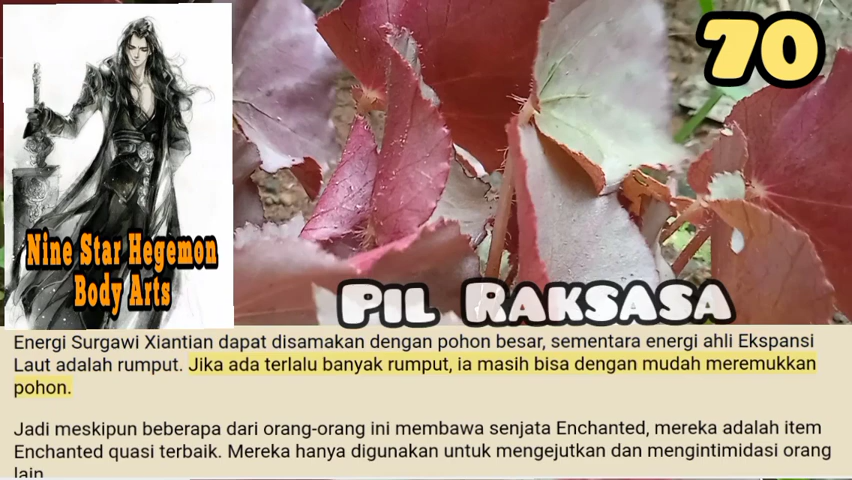 70
Nine Star Hegemon
Body Arts
Pil Raksasa
Energi Surgawi Xiantian dapat disamakan dengan pohon besar, sementara energi ahli Ekspansi
Laut adalah rumput. Jika ada terlalu banyak rumput, ia masih bisa dengan mudah meremukkan
pohon.
Jadi meskipun beberapa dari orang-orang ini membawa senjata Enchanted, mereka adalah item
Enchanted quasi terbaik. Mereka hanya digunakan untuk mengejutkan dan mengintimidasi orang
lain